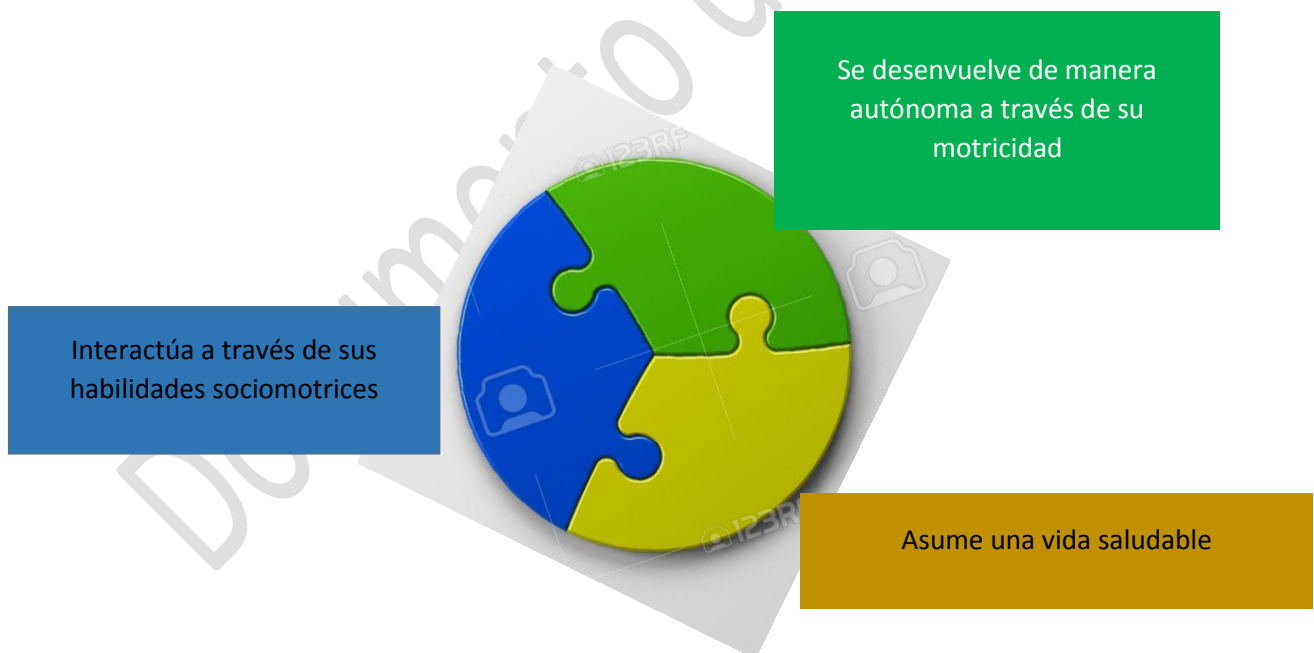 Se desenvuelve de manera
autónoma a través de su
motricidad
Interactúa a través de sus
habilidades sociomotrices
Asume una vida saludable
123RF